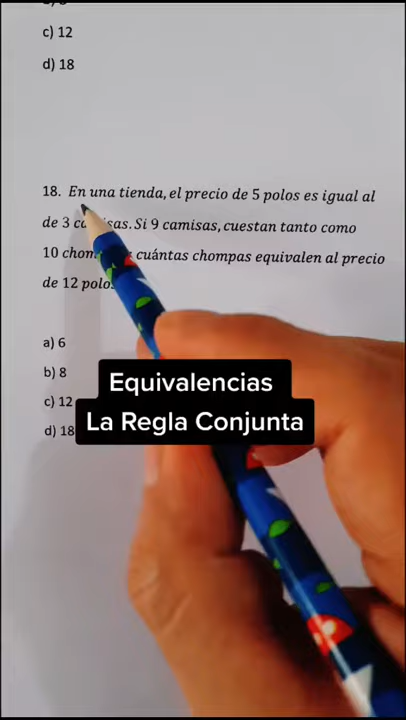 c) 12
d) 18
18. En una tienda, el precio de 5 polos es igual al
de 3 Si 9 camisas, cuestan tanto como
10 cuántas chompas equivalen al precio
de 12
a) 6
b) 8
c) 12
d) 18
Equivalencias
La Regla Conjunta